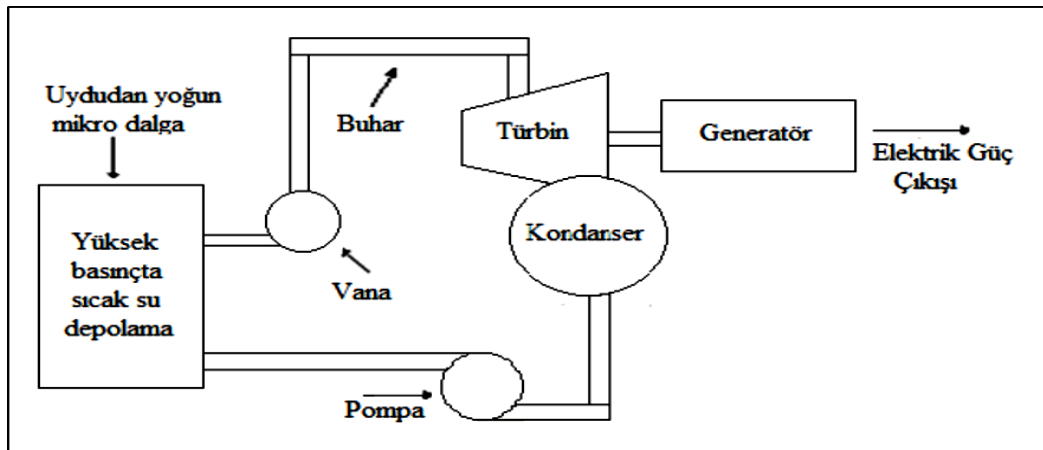 Uydudan yoğun
mikro dalga
Buhar
Türbin
Generatör
Elektrik Güç
Çıkışı
Yüksek
basınçta
sıcak su
depolama
Vana
Kondanser
Pompa